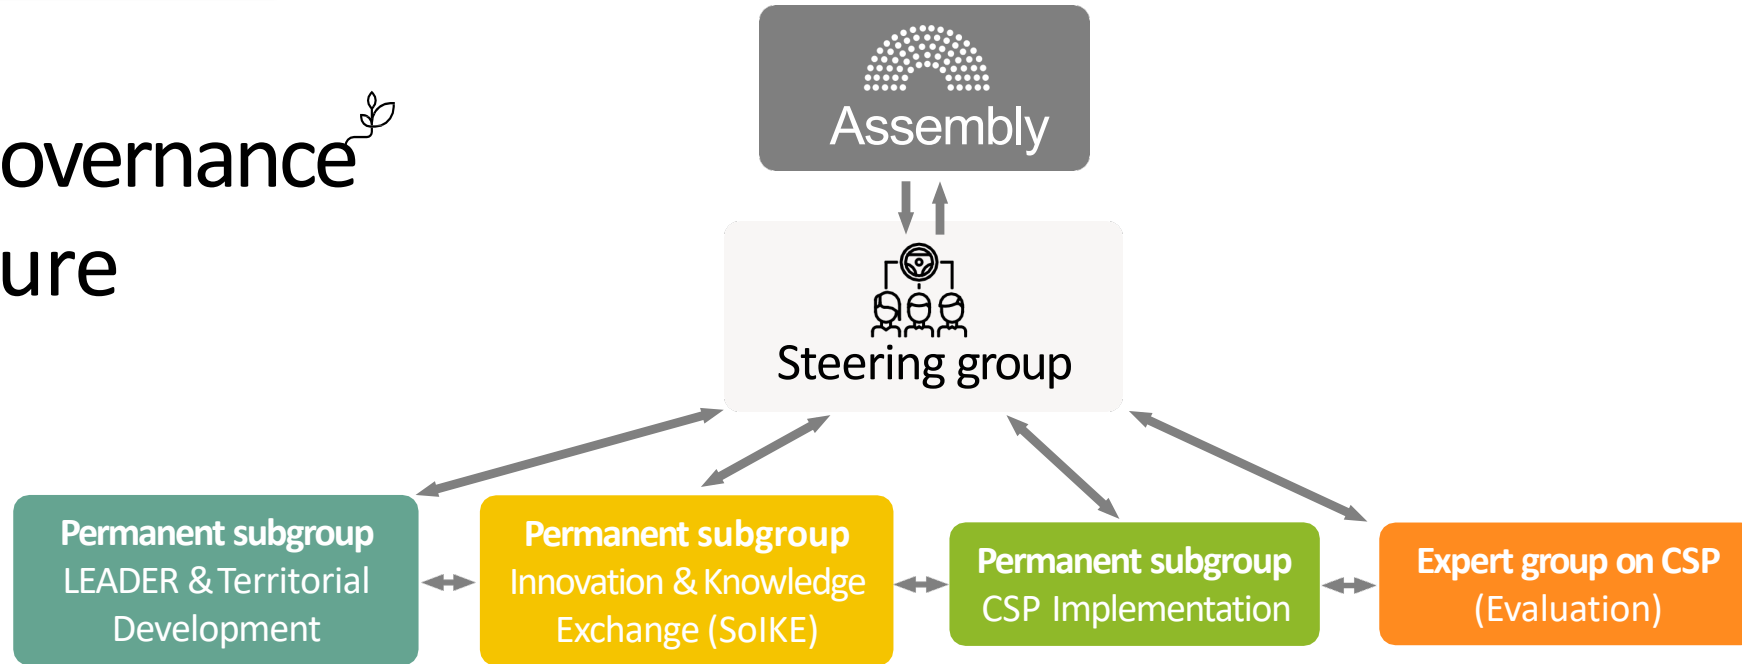 overnance
ure
Assembly
Steering group
Permanent subgroup
LEADER & Territorial
Development
Permanent subgroup
Innovation & Knowledge
Exchange (SoIKE)
Permanent subgroup
CSP Implementation
Expert group on CSP
(Evaluation)